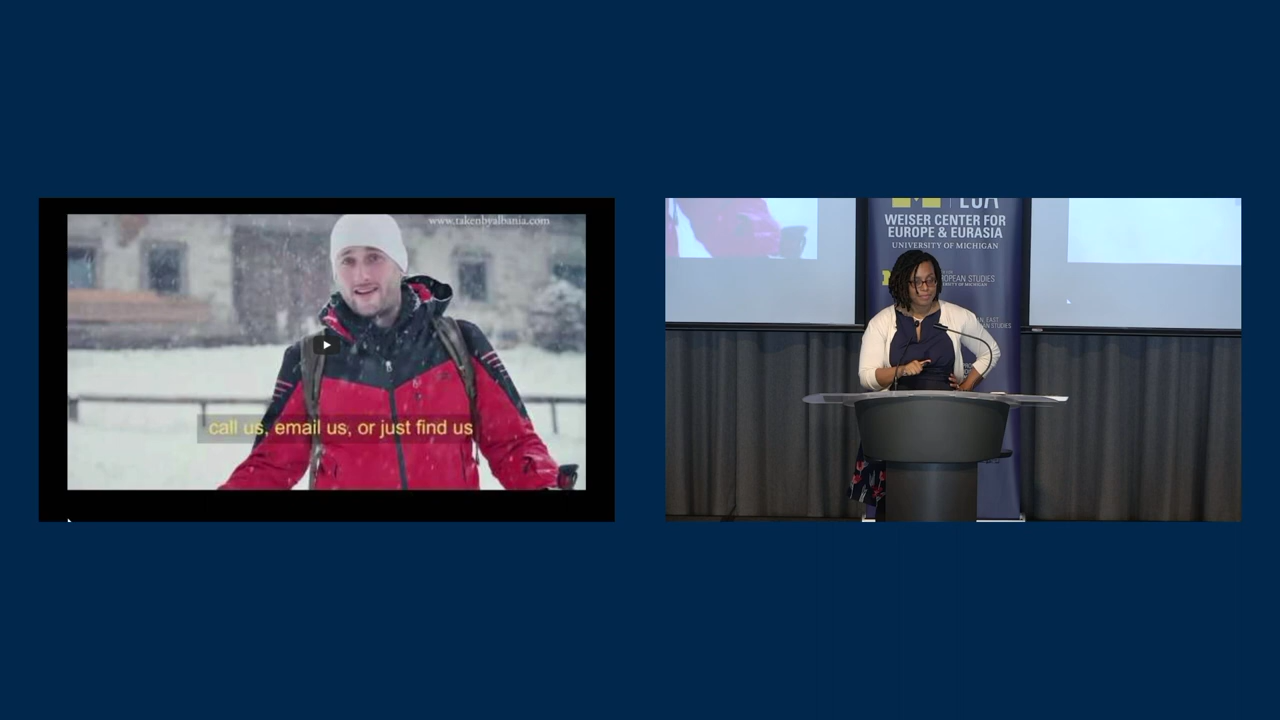 www.takenbyalbania.com
call us, email us, or just find us
WEISER CENTER FOR
EUROPE & EURASIA
UNIVERSITY OF MICHIGAN
STUDIES